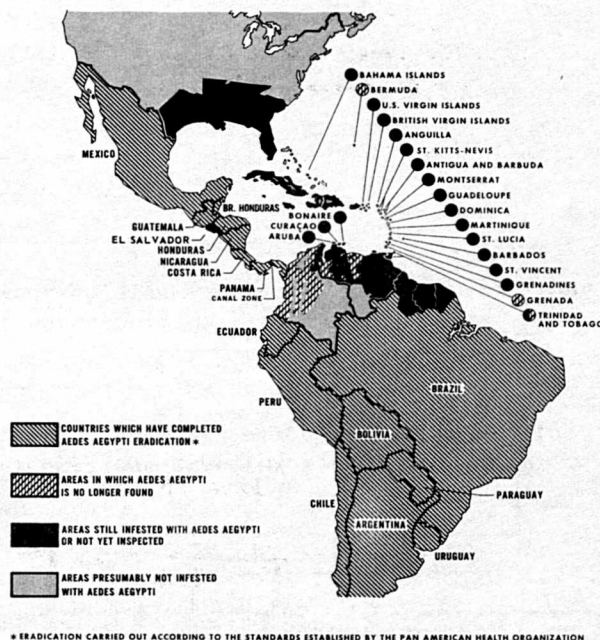 BAHAMA ISLANDS
BERMUDA
U.S. VIRGIN ISLANDS
BRITISH VIRGIN ISLANDS
ANGUILLA
ST. KITTS-NEVIS
ANTIGUA AND BARBUDA
MONTSERRAT
GUADELOUPE
DOMINICA
MARTINIQUE
ST. LUCIA
BARBADOS
ST. VINCENT
GRENADINES
GRENADA
TRINIDAD
AND TOBAGO
MEXICO
BR. HONDURAS
BONAIRE
CURAÇAO
ARUBA
GUATEMALA
EL SALVADOR
HONDURAS
NICARAGUA
COSTA RICA
PANAMA
CANAL ZONE
ECUADOR
PERU
BRAZIL
BOLIVIA
CHILE
PARAGUAY
ARGENTINA
URUGUAY
COUNTRIES WHICH HAVE COMPLETED
AEDES AEGYPTI ERADICATION *
AREAS IN WHICH AEDES AEGYPTI
IS NO LONGER FOUND
AREAS STILL INFESTED WITH AEDES AEGYPTI
OR NOT YET INSPECTED
AREAS PRESUMABLY NOT INFESTED
WITH AEDES AEGYPTI
* ERADICATION CARRIED OUT ACCORDING TO THE STANDARDS ESTABLISHED BY THE PAN AMERICAN HEALTH ORGANIZATION